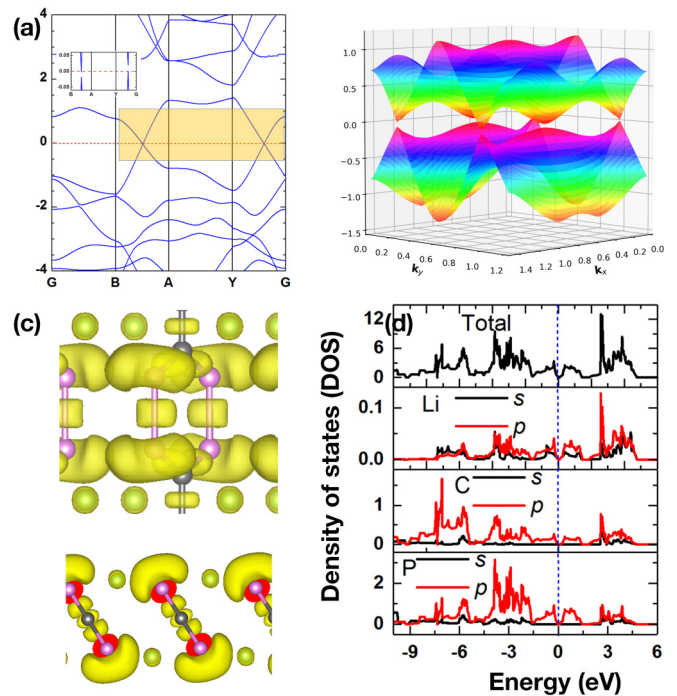 (a)
4
2
0
-2
-4
G
B
A
Y
G
0.05
0.00
-0.05
B
A
Y
G
1.0
0.5
0.0
-0.5
-1.0
-1.5
0.0
0.2
0.4
0.6
0.8
1.0
1.2
k_y
1.4
1.2
1.0
0.8
0.6
0.4
0.2
0.0
k_x
(c)
(d)
Density of states (DOS)
12
6
0
Total
0.1
0.0
Li
s
p
1
0
C
s
p
2
0
P
s
p
-9
-6
-3
0
3
6
Energy (eV)